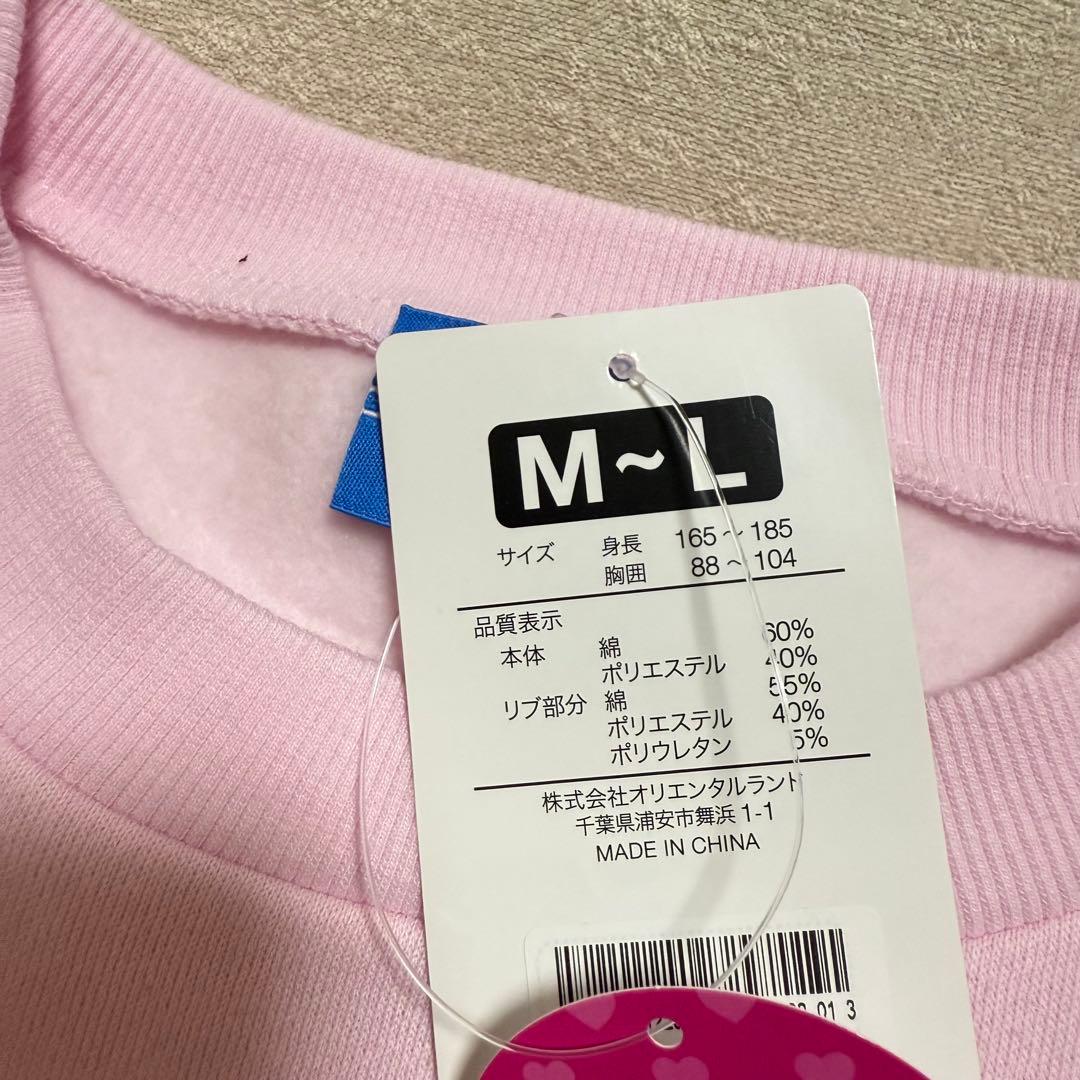 M~L
サイズ 身長 165~185
胸囲 88~104
品質表示
本体 綿 60%
ポリエステル 40%
リブ部分 綿 55%
ポリエステル 40%
ポリウレタン 5%
株式会社オリエンタルランド
千葉県浦安市舞浜1-1
MADE IN CHINA
01 3